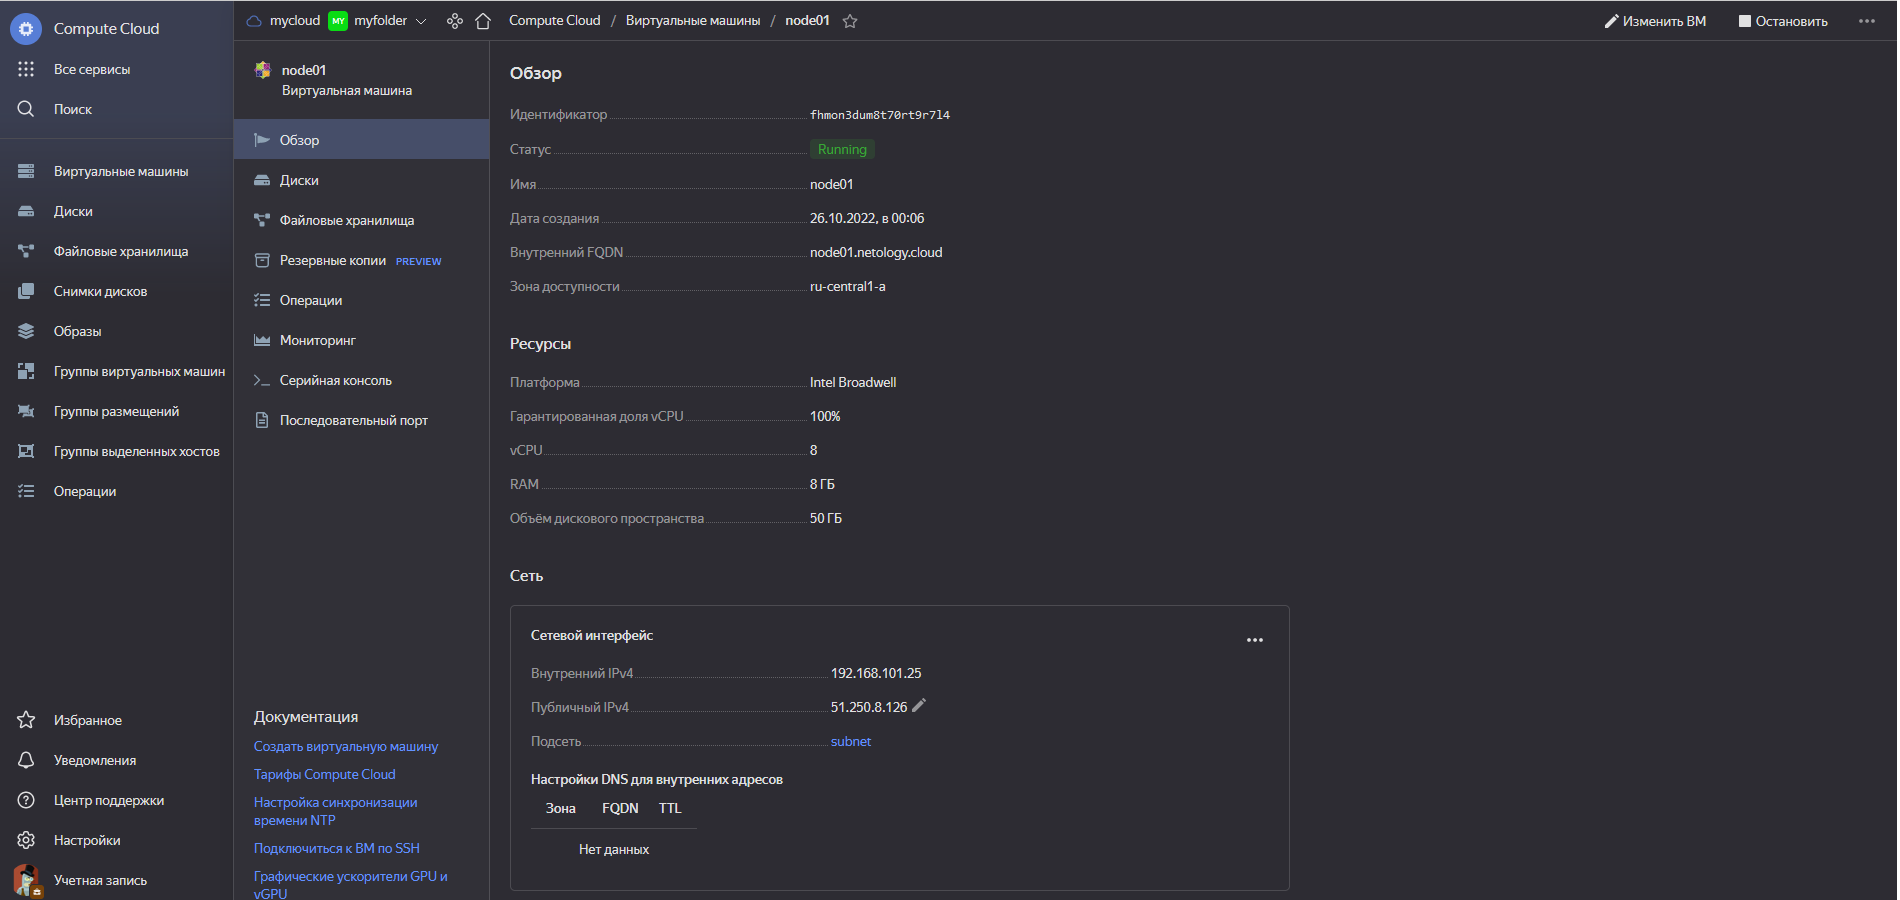 Compute Cloud
Все сервисы
Поиск
Виртуальные машины
Диски
Файловые хранилища
Снимки дисков
Образы
Группы виртуальных машин
Группы размещений
Группы выделенных хостов
Операции
Избранное
Уведомления
Центр поддержки
Настройки
Учетная запись
mycloud MY myfolder
Compute Cloud / Виртуальные машины / node01
Изменить ВМ Остановить
node01
Виртуальная машина
Обзор
Диски
Файловые хранилища
Резервные копии PREVIEW
Операции
Мониторинг
Серийная консоль
Последовательный порт
Документация
Создать виртуальную машину
Тарифы Compute Cloud
Настройка синхронизации
времени NTP
Подключиться к ВМ по SSH
Графические ускорители GPU и
vGPU
Обзор
Идентификатор fhmon3dum8t70rt9r7l4
Статус Running
Имя node01
Дата создания 26.10.2022, в 00:06
Внутренний FQDN node01.netology.cloud
Зона доступности ru-central1-a
Ресурсы
Платформа Intel Broadwell
Гарантированная доля vCPU 100%
vCPU 8
RAM 8 ГБ
Объём дискового пространства 50 ГБ
Сеть
Сетевой интерфейс
Внутренний IPv4 192.168.101.25
Публичный IPv4 51.250.8.126
Подсеть subnet
Настройки DNS для внутренних адресов
Зона FQDN TTL
Нет данных